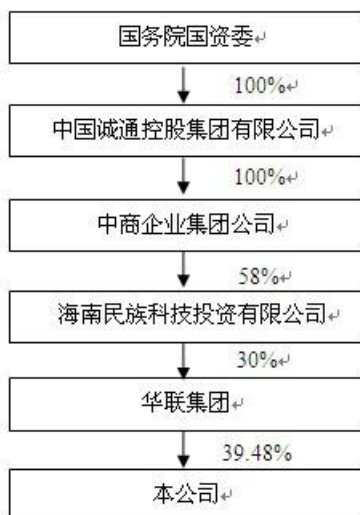 国务院国资委
100%
中国诚通控股集团有限公司
100%
中商企业集团公司
58%
海南民族科技投资有限公司
30%
华联集团
39.48%
本公司